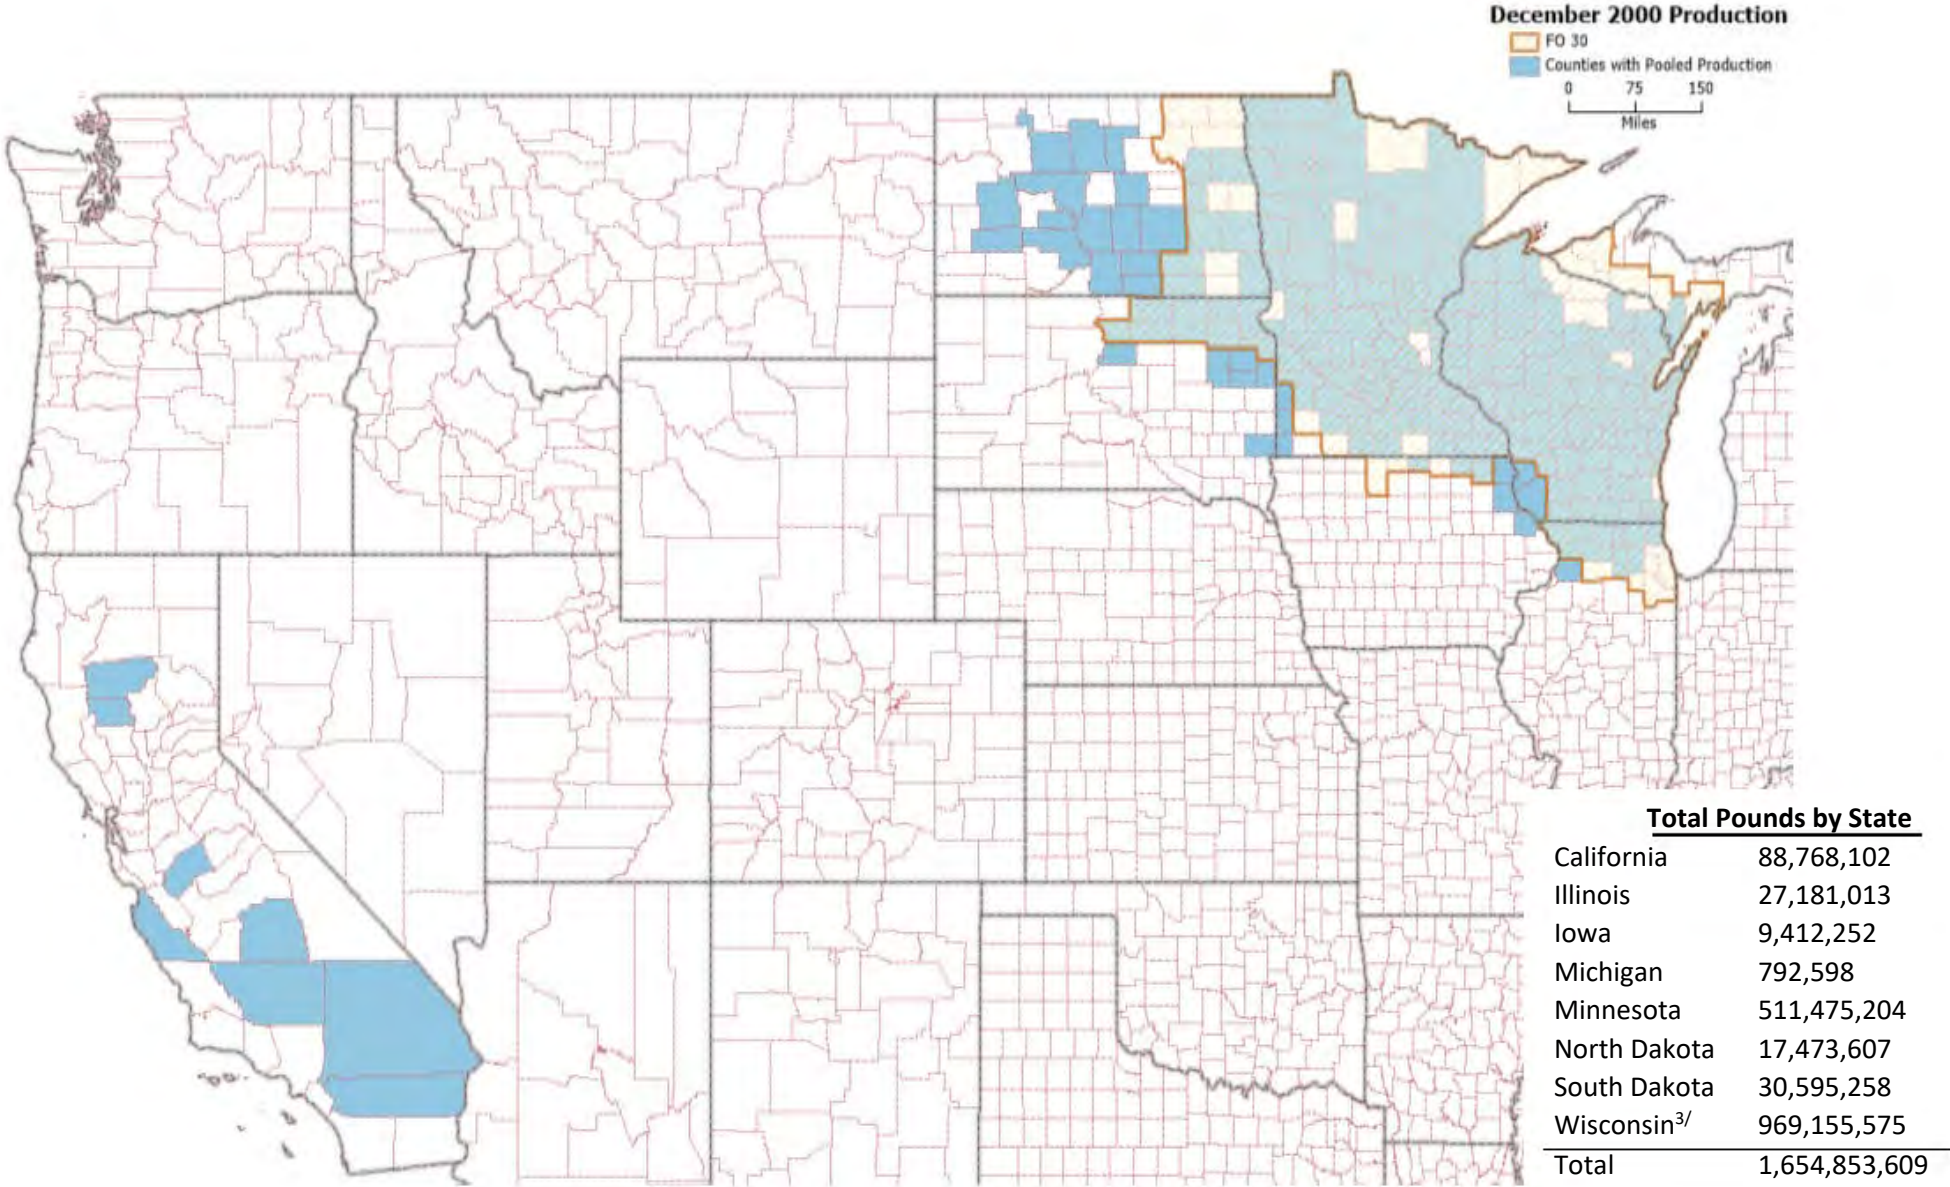 December 2000 Production
FO 30
Counties with Pooled Production
0 75 150
Miles
Total Pounds by State
California 88,768,102
Illinois 27,181,013
Iowa 9,412,252
Michigan 792,598
Minnesota 511,475,204
North Dakota 17,473,607
South Dakota 30,595,258
Wisconsin3/ 969,155,575
Total 1,654,853,609